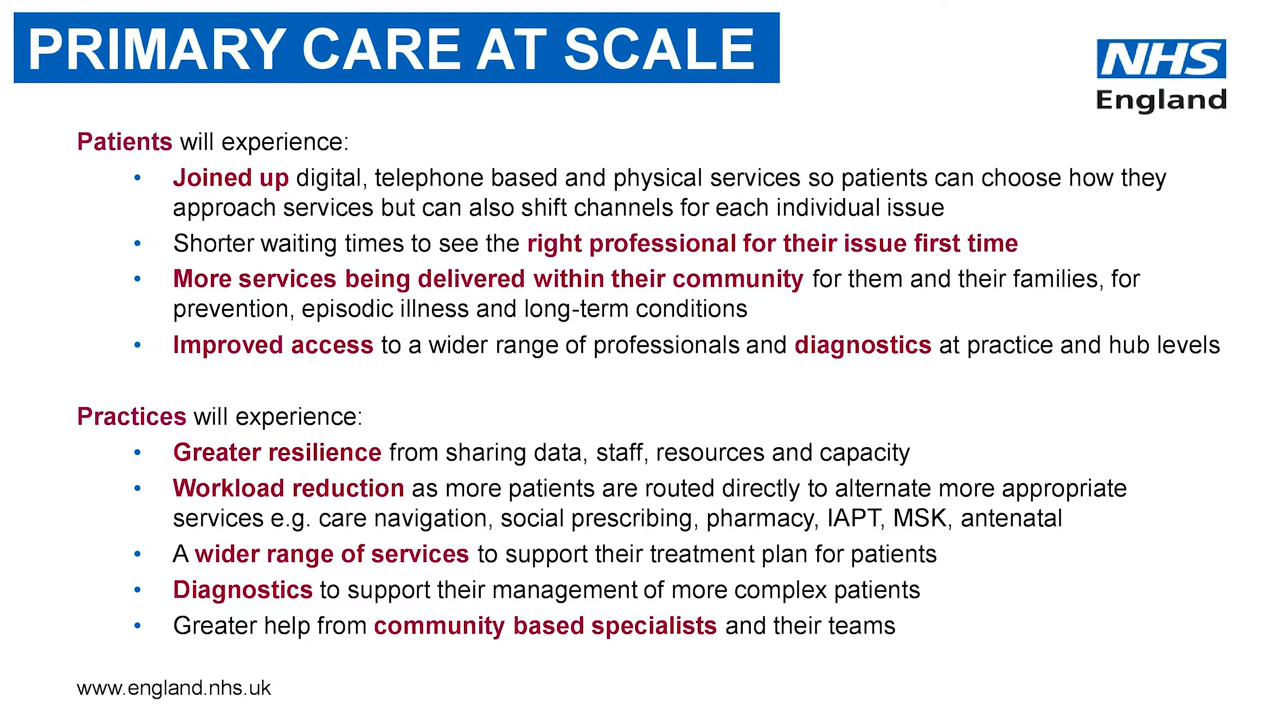 PRIMARY CARE AT SCALE
NHS
England
Patients will experience:
• Joined up digital, telephone based and physical services so patients can choose how they
approach services but can also shift channels for each individual issue
• Shorter waiting times to see the right professional for their issue first time
• More services being delivered within their community for them and their families, for
prevention, episodic illness and long-term conditions
• Improved access to a wider range of professionals and diagnostics at practice and hub levels
Practices will experience:
• Greater resilience from sharing data, staff, resources and capacity
• Workload reduction as more patients are routed directly to alternate more appropriate
services e.g. care navigation, social prescribing, pharmacy, IAPT, MSK, antenatal
• A wider range of services to support their treatment plan for patients
• Diagnostics to support their management of more complex patients
• Greater help from community based specialists and their teams
www.england.nhs.uk